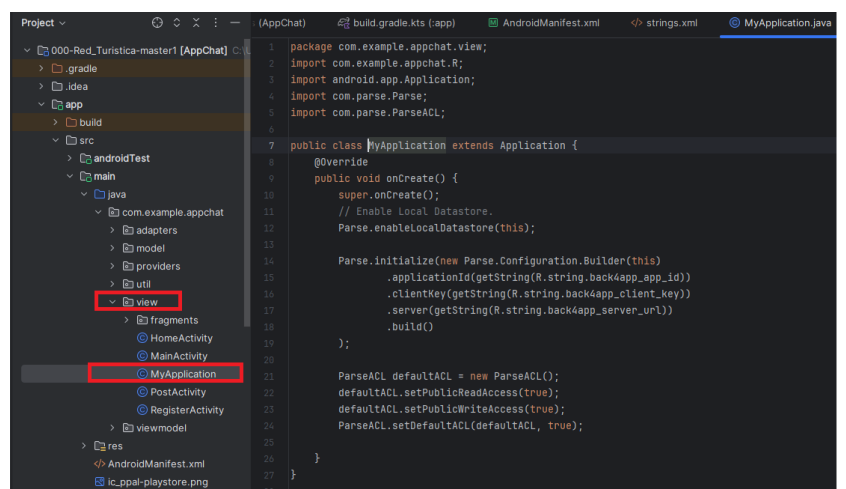 Project
(AppChat)
build.gradle.kts (:app)
AndroidManifest.xml
strings.xml
MyApplication.java
000-Red_Turistica-master1 [AppChat]
.gradle
.idea
app
build
src
androidTest
main
java
com.example.appchat
adapters
model
providers
util
view
fragments
HomeActivity
MainActivity
MyApplication
PostActivity
RegisterActivity
viewmodel
res
AndroidManifest.xml
ic_ppal-playstore.png
1 package com.example.appchat.view;
2 import com.example.appchat.R;
3 import android.app.Application;
4 import com.parse.Parse;
5 import com.parse.ParseACL;
6
7 public class MyApplication extends Application {
8 @Override
9 public void onCreate() {
10 super.onCreate();
11 // Enable Local Datastore.
12 Parse.enableLocalDatastore(this);
13
14 Parse.initialize(new Parse.Configuration.Builder(this)
15 .applicationId(getString(R.string.back4app_app_id))
16 .clientKey(getString(R.string.back4app_client_key))
17 .server(getString(R.string.back4app_server_url))
18 .build()
19 );
20
21 ParseACL defaultACL = new ParseACL();
22 defaultACL.setPublicReadAccess(true);
23 defaultACL.setPublicWriteAccess(true);
24 ParseACL.setDefaultACL(defaultACL, true);
25
26 }
27 }